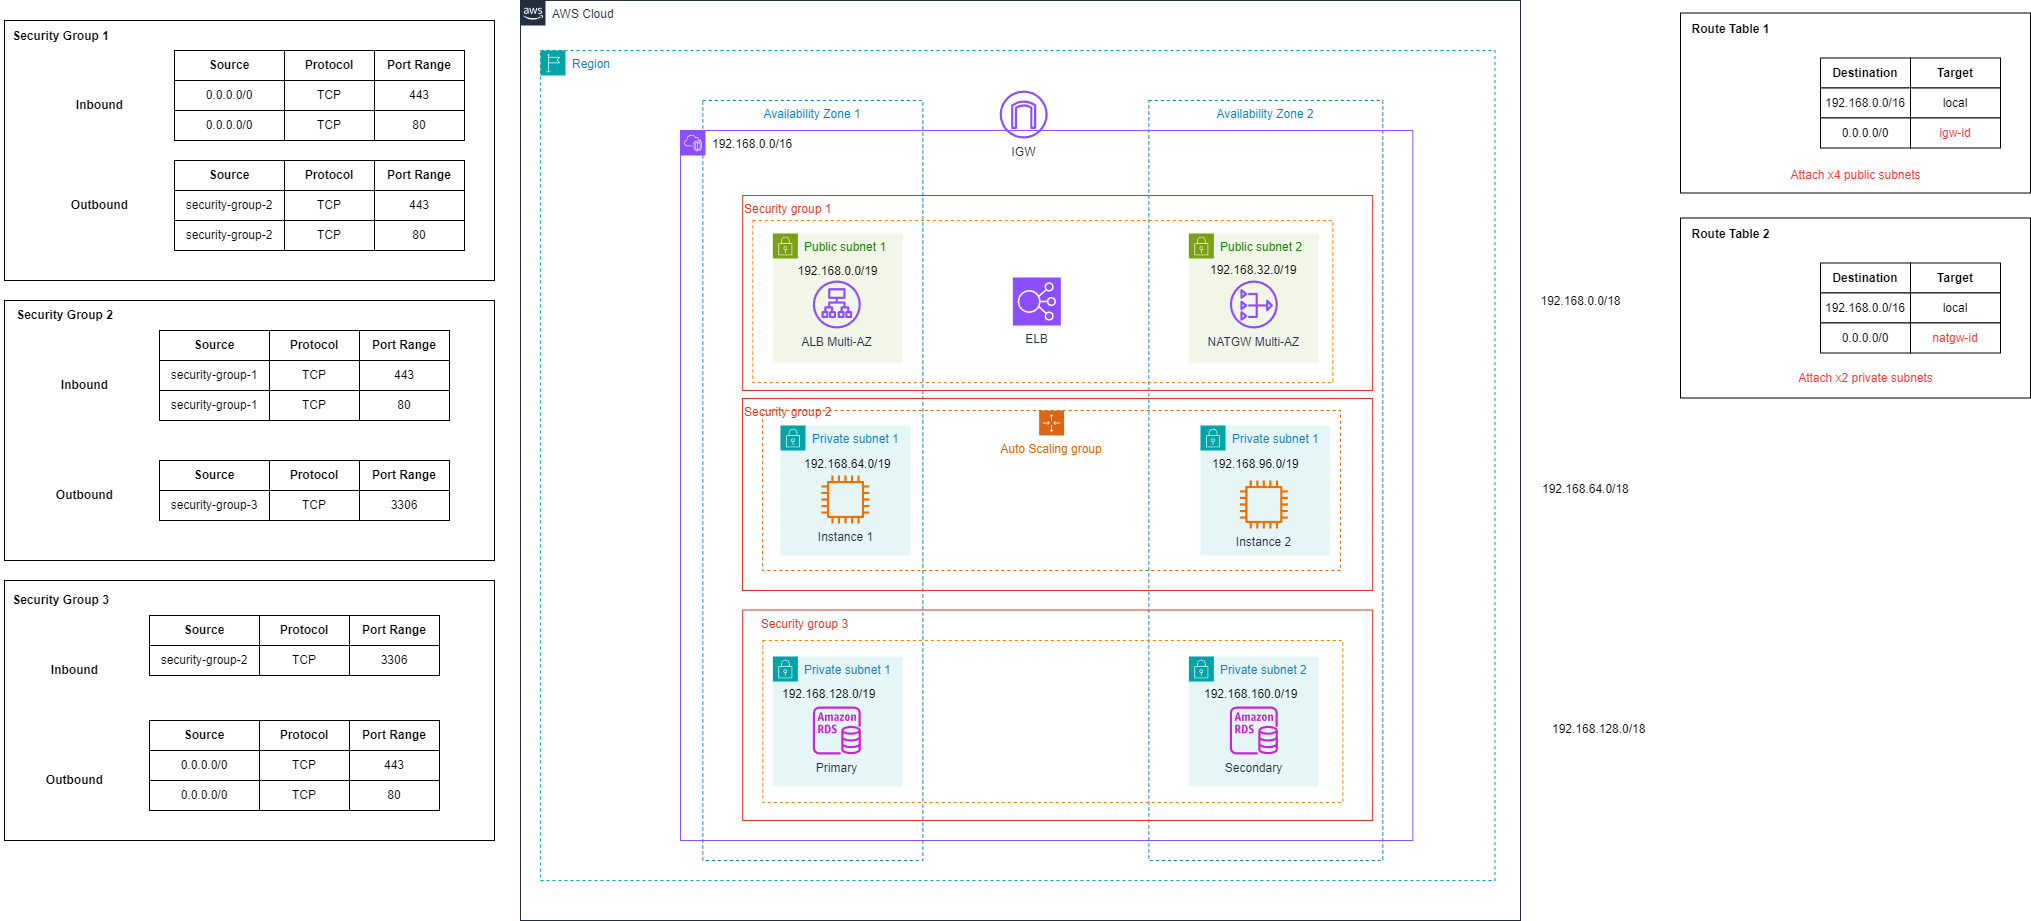 Security Group 1
Source Protocol Port Range
Inbound
0.0.0.0/0 TCP 443
0.0.0.0/0 TCP 80
Source Protocol Port Range
Outbound
security-group-2 TCP 443
security-group-2 TCP 80
Security Group 2
Source Protocol Port Range
Inbound
security-group-1 TCP 443
security-group-1 TCP 80
Source Protocol Port Range
Outbound
security-group-3 TCP 3306
Security Group 3
Source Protocol Port Range
Inbound
security-group-2 TCP 3306
Source Protocol Port Range
Outbound
0.0.0.0/0 TCP 443
0.0.0.0/0 TCP 80
aws
AWS Cloud
Region
Availability Zone 1
Availability Zone 2
IGW
192.168.0.0/16
Security group 1
Public subnet 1
192.168.0.0/19
ALB Multi-AZ
ELB
Public subnet 2
192.168.32.0/19
NATGW Multi-AZ
Security group 2
Auto Scaling group
Private subnet 1
192.168.64.0/19
Instance 1
Private subnet 1
192.168.96.0/19
Instance 2
Security group 3
Private subnet 1
192.168.128.0/19
Amazon
RDS
Primary
Private subnet 2
192.168.160.0/19
Amazon
RDS
Secondary
192.168.0.0/18
192.168.64.0/18
192.168.128.0/18
Route Table 1
Destination Target
192.168.0.0/16 local
0.0.0.0/0 igw-id
Attach x4 public subnets
Route Table 2
Destination Target
192.168.0.0/16 local
0.0.0.0/0 natgw-id
Attach x2 private subnets